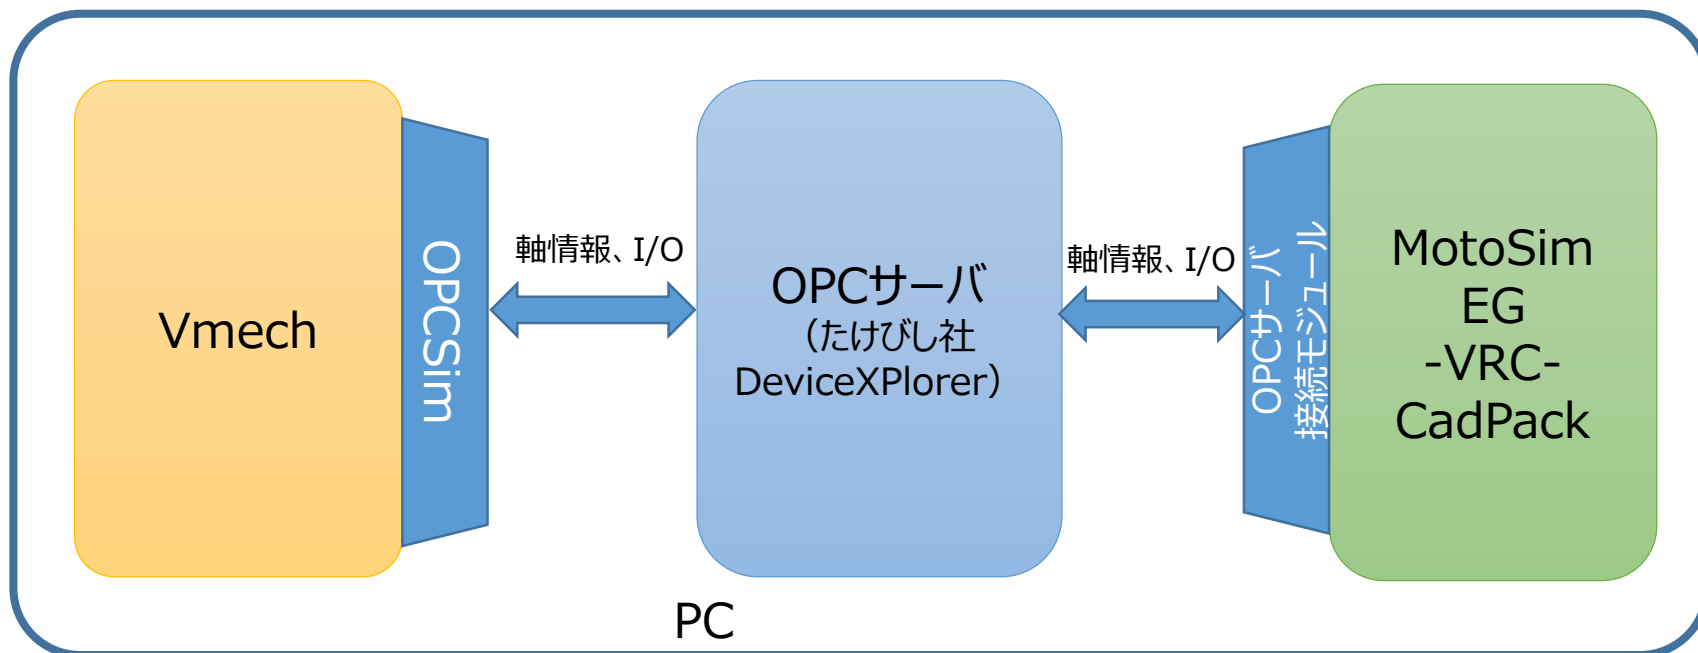 Vmech
OPCSim
軸情報、I/O
OPCサーバ
（たけびし社
DeviceXPlorer）
軸情報、I/O
OPCサーバ
接続モジュール
MotoSim
EG
-VRC-
CadPack
PC